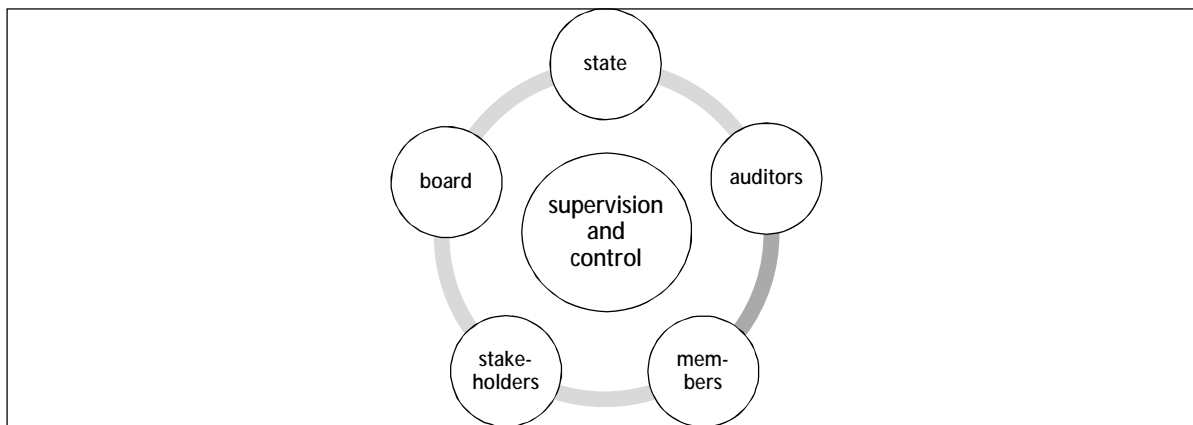 state
auditors
board
supervision
and
control
stake-
holders
mem-
bers